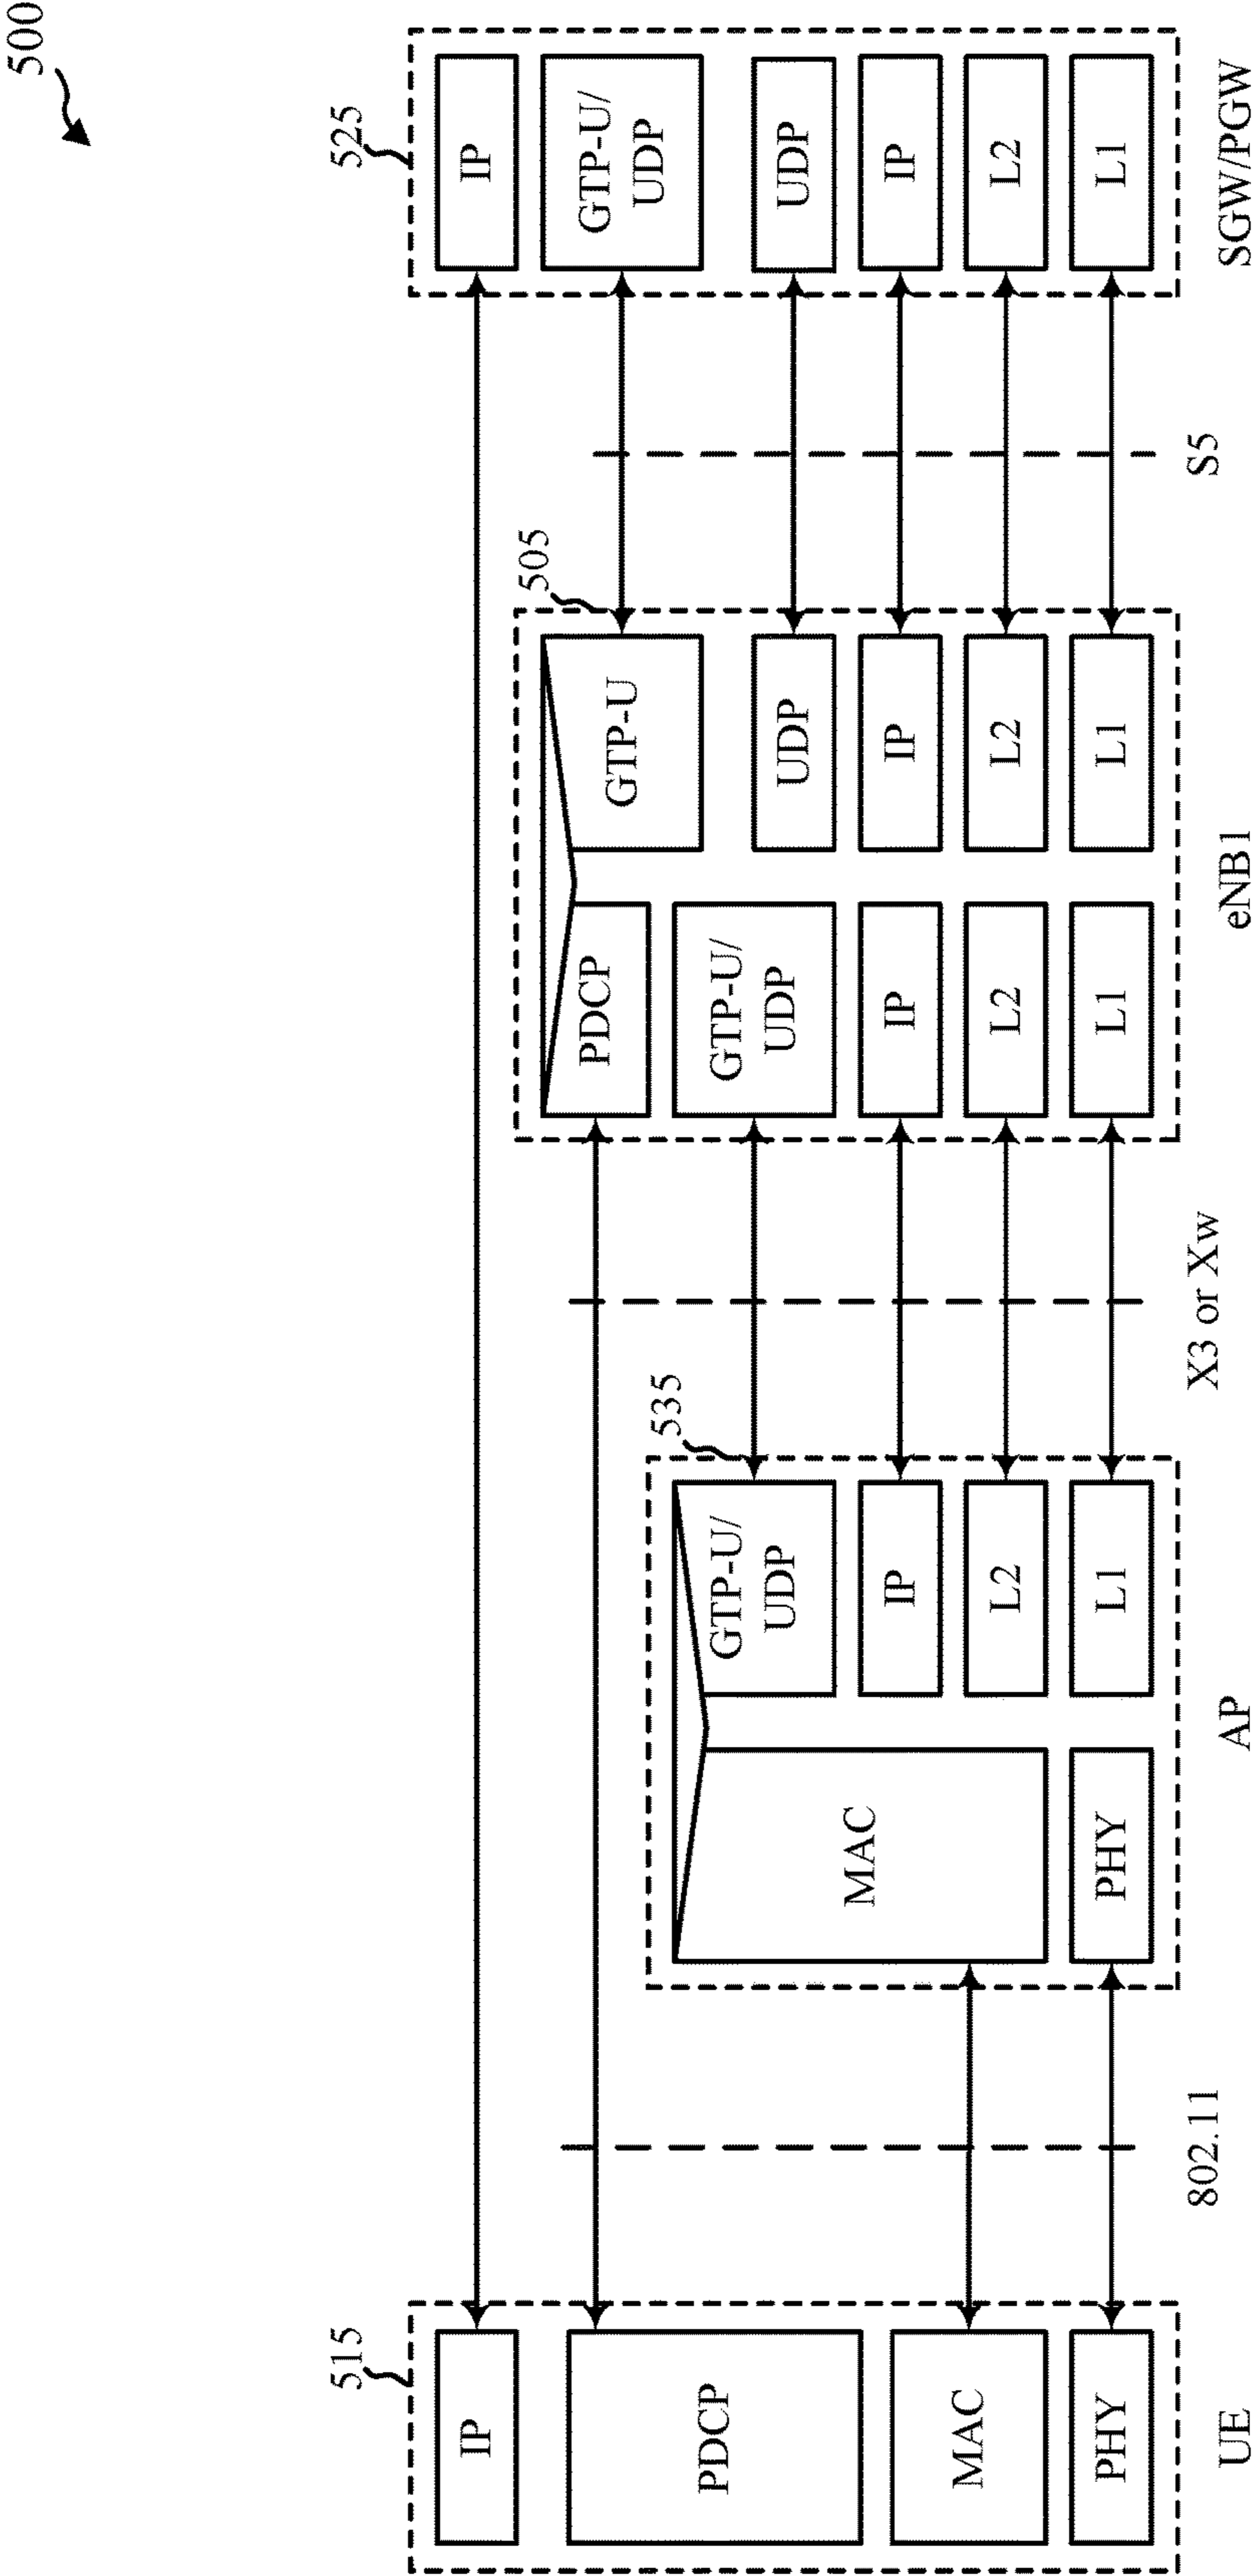 500
515
IP
PDCP
MAC
PHY
UE
802.11
535
MAC
PHY
GTP-U/
UDP
IP
L2
L1
AP
X3 or Xw
505
PDCP
GTP-U/
UDP
IP
L2
L1
GTP-U
UDP
IP
L2
L1
eNB1
S5
525
IP
GTP-U/
UDP
UDP
IP
L2
L1
SGW/PGW